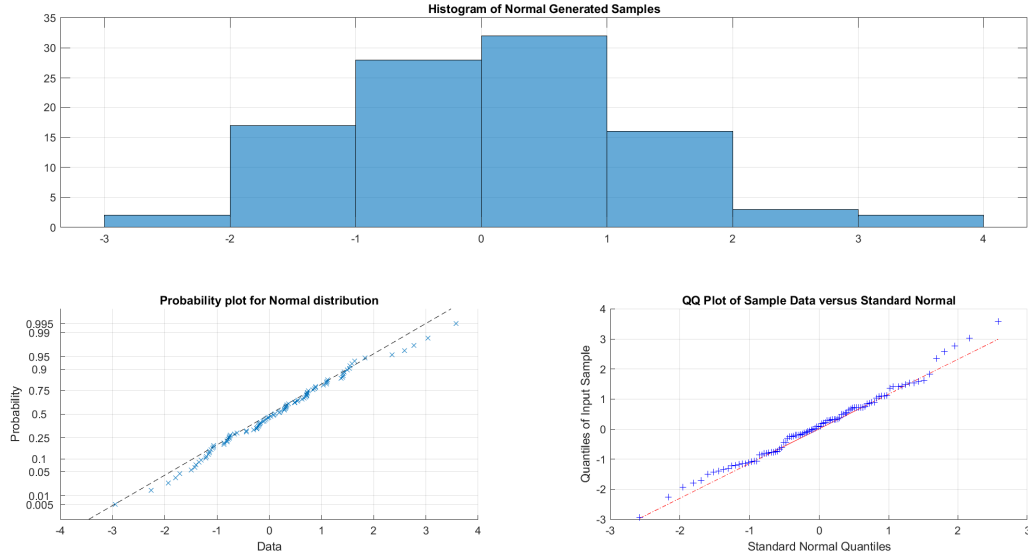 Histogram of Normal Generated Samples
35
30
25
20
15
10
5
0
-3 -2 -1 0 1 2 3 4
Probability plot for Normal distribution
Probability
0.995
0.99
0.95
0.9
0.75
0.5
0.25
0.1
0.05
0.01
0.005
-4 -3 -2 -1 0 1 2 3 4
Data
QQ Plot of Sample Data versus Standard Normal
Quantiles of Input Sample
4
3
2
1
0
-1
-2
-3
-3 -2 -1 0 1 2 3
Standard Normal Quantiles